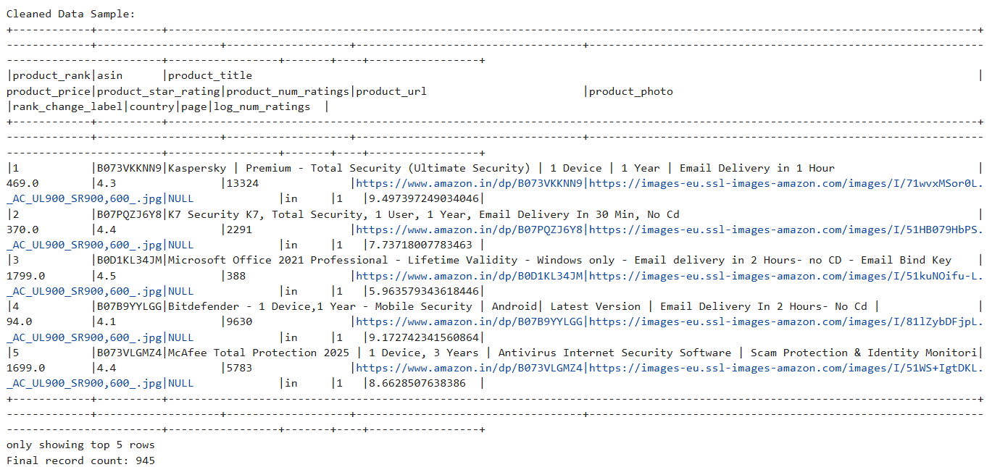 Cleaned Data Sample:
+------------+----------+-----------------------------------------------------------------------------------------------------------------------------+
-------------+-------------------+-------------------+-----------------------------------+-------------------------------------------------------------
------------------------+-----------------+-------+----+-----------------+
|product_rank|asin      |product_title                                                                                                                |
product_price|product_star_rating|product_num_ratings|product_url                        |product_photo
|rank_change_label|country|page|log_num_ratings  |
+------------+----------+-----------------------------------------------------------------------------------------------------------------------------+
-------------+-------------------+-------------------+-----------------------------------+-------------------------------------------------------------
------------------------+-----------------+-------+----+-----------------+
|1           |B073VKKNN9|Kaspersky | Premium - Total Security (Ultimate Security) | 1 Device | 1 Year | Email Delivery in 1 Hour                      |
469.0        |4.3                |13324              |https://www.amazon.in/dp/B073VKKNN9|https://images-eu.ssl-images-amazon.com/images/I/71wvxMSor0L.
_AC_UL900_SR900,600_.jpg|NULL             |in     |1   |9.497397249034046|
|2           |B07PQZJ6Y8|K7 Security K7, Total Security, 1 User, 1 Year, Email Delivery In 30 Min, No Cd                                              |
370.0        |4.4                |2291               |https://www.amazon.in/dp/B07PQZJ6Y8|https://images-eu.ssl-images-amazon.com/images/I/51HB079HbPS.
_AC_UL900_SR900,600_.jpg|NULL             |in     |1   |7.73718007783463 |
|3           |B0D1KL34JM|Microsoft Office 2021 Professional - Lifetime Validity - Windows only - Email delivery in 2 Hours- no CD - Email Bind Key    |
1799.0       |4.5                |388                |https://www.amazon.in/dp/B0D1KL34JM|https://images-eu.ssl-images-amazon.com/images/I/51kuNOifu-L.
_AC_UL900_SR900,600_.jpg|NULL             |in     |1   |5.963579343618446|
|4           |B07B9YYLGG|Bitdefender - 1 Device,1 Year - Mobile Security | Android| Latest Version | Email Delivery In 2 Hours- No Cd |               |
94.0         |4.1                |9630               |https://www.amazon.in/dp/B07B9YYLGG|https://images-eu.ssl-images-amazon.com/images/I/81lZybDFjpL.
_AC_UL900_SR900,600_.jpg|NULL             |in     |1   |9.172742341560864|
|5           |B073VLGMZ4|McAfee Total Protection 2025 | 1 Device, 3 Years | Antivirus Internet Security Software | Scam Protection & Identity Monitori|
1699.0       |4.4                |5783               |https://www.amazon.in/dp/B073VLGMZ4|https://images-eu.ssl-images-amazon.com/images/I/51WS+IgtDKL.
_AC_UL900_SR900,600_.jpg|NULL             |in     |1   |8.6628507638386  |
+------------+----------+-----------------------------------------------------------------------------------------------------------------------------+
-------------+-------------------+-------------------+-----------------------------------+-------------------------------------------------------------
------------------------+-----------------+-------+----+-----------------+
only showing top 5 rows
Final record count: 945